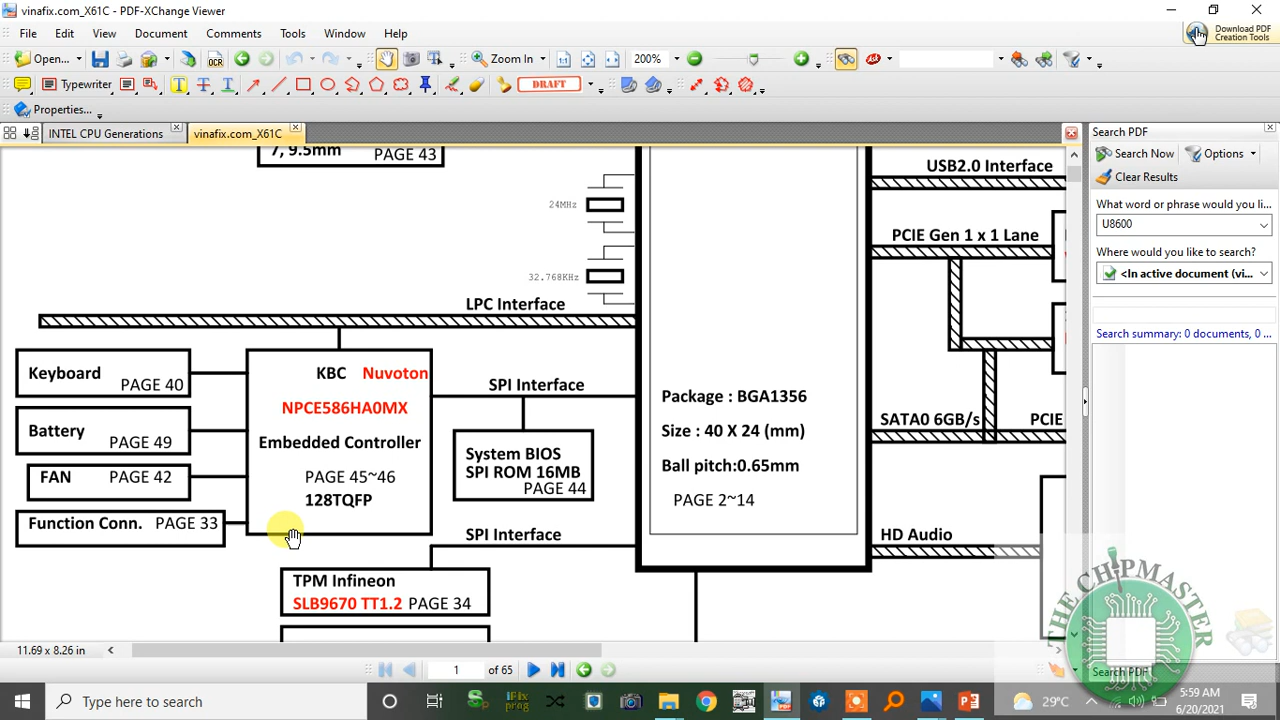 vinafix.com_X61C - PDF-XChange Viewer
File Edit View Document Comments Tools Window Help
Download PDF
Creation Tools
Open... OCR Zoom In 200%
Typewriter T T T DRAFT
Properties...
INTEL CPU Generations vinafix.com_X61C
7, 9.5mm PAGE 43
24MHz
32.768KHz
LPC Interface
Keyboard PAGE 40
Battery PAGE 49
FAN PAGE 42
Function Conn. PAGE 33
KBC Nuvoton
NPCE586HA0MX
Embedded Controller
PAGE 45~46
128TQFP
SPI Interface
System BIOS
SPI ROM 16MB
PAGE 44
SPI Interface
TPM Infineon
SLB9670 TT1.2 PAGE 34
Package : BGA1356
Size : 40 X 24 (mm)
Ball pitch:0.65mm
PAGE 2~14
USB2.0 Interface
PCIE Gen 1 x 1 Lane
SATA0 6GB/s PCIE
HD Audio
Search PDF
Search Now Options
Clear Results
What word or phrase would you li...
U8600
Where would you like to search?
<In active document (vi...
Search summary: 0 documents, 0 ...
THE CHIPMASTER
Search PDF
11.69 x 8.26 in
1 of 65
Type here to search
iFix prog
29°C
5:59 AM
6/20/2021